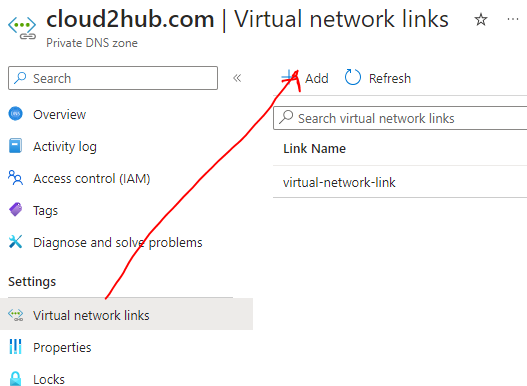 cloud2hub.com | Virtual network links
Private DNS zone
Search
Add
Refresh
Overview
Activity log
Access control (IAM)
Tags
Diagnose and solve problems
Settings
Virtual network links
Properties
Locks
Search virtual network links
Link Name
virtual-network-link